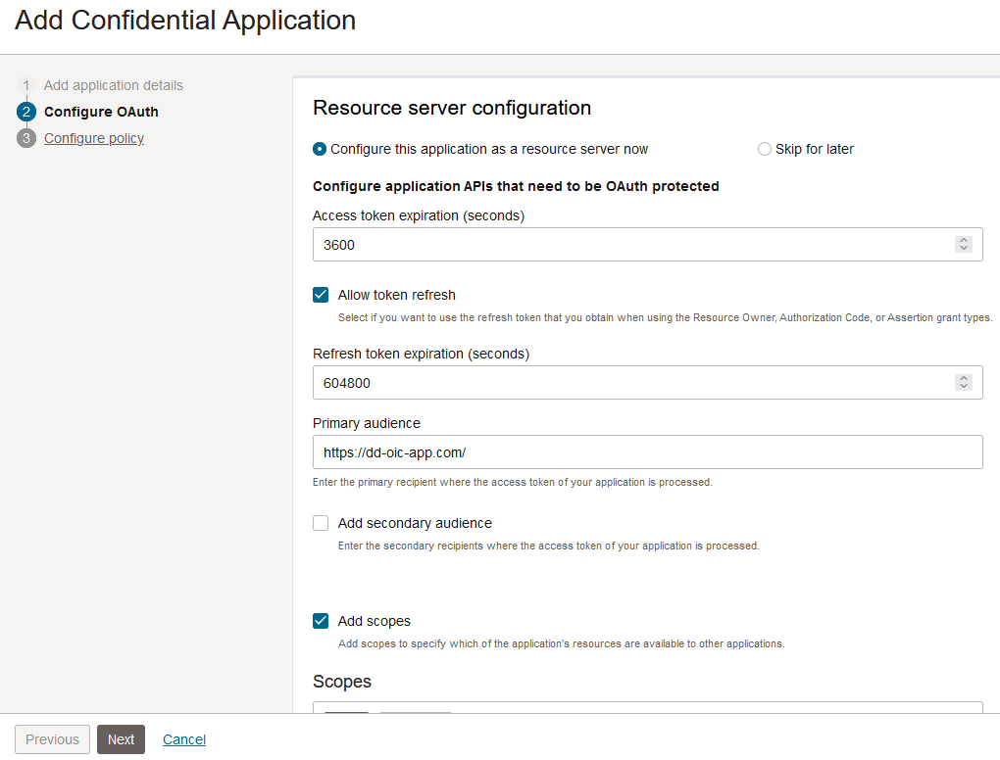 Add Confidential Application
1 Add application details
2 Configure OAuth
3 Configure policy
Resource server configuration
Configure this application as a resource server now
Skip for later
Configure application APIs that need to be OAuth protected
Access token expiration (seconds)
3600
Allow token refresh
Select if you want to use the refresh token that you obtain when using the Resource Owner, Authorization Code, or Assertion grant types.
Refresh token expiration (seconds)
604800
Primary audience
https://dd-oic-app.com/
Enter the primary recipient where the access token of your application is processed.
Add secondary audience
Enter the secondary recipients where the access token of your application is processed.
Add scopes
Add scopes to specify which of the application's resources are available to other applications.
Scopes
Previous
Next
Cancel